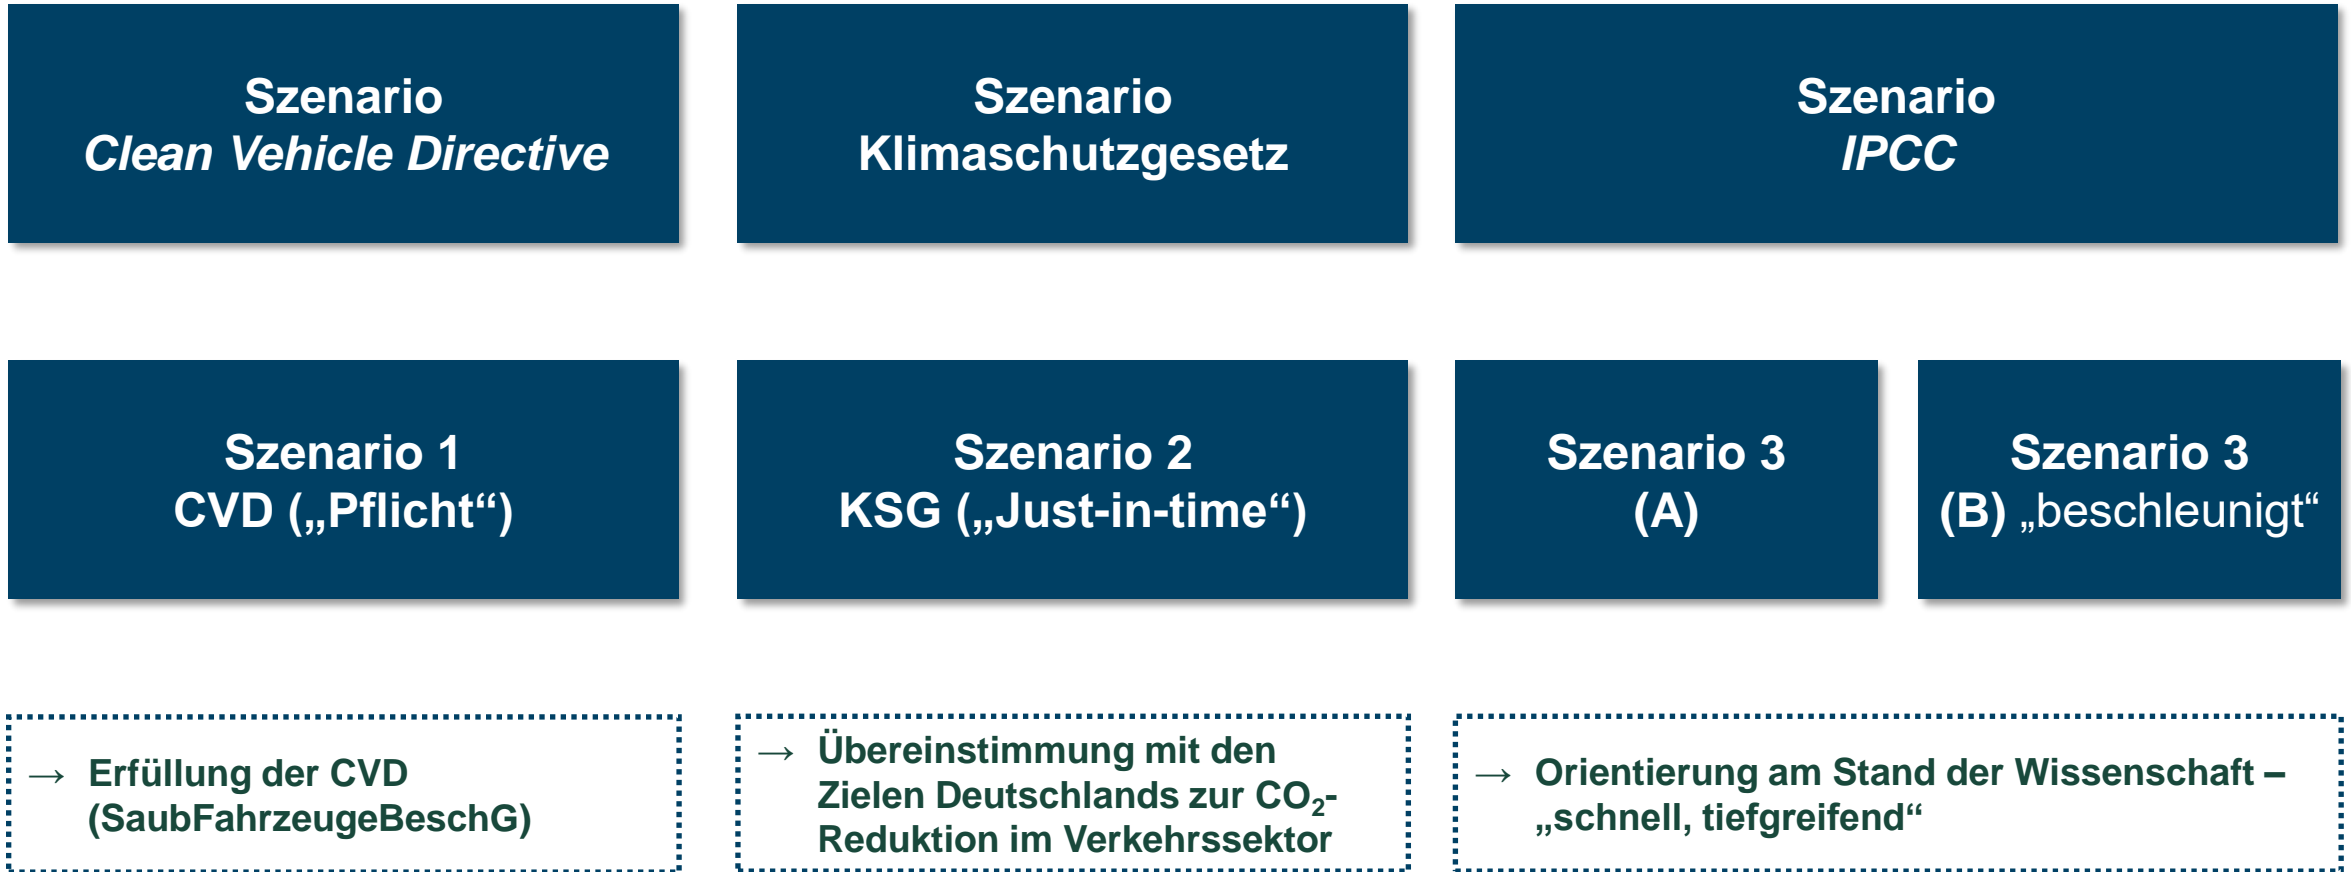 Szenario
Clean Vehicle Directive
Szenario
Klimaschutzgesetz
Szenario
IPCC
Szenario 1
CVD („Pflicht“)
Szenario 2
KSG („Just-in-time“)
Szenario 3
(A)
Szenario 3
(B) „beschleunigt“
→ Erfüllung der CVD
(SaubFahrzeugeBeschG)
→ Übereinstimmung mit den
Zielen Deutschlands zur CO₂-
Reduktion im Verkehrssektor
→ Orientierung am Stand der Wissenschaft –
„schnell, tiefgreifend“